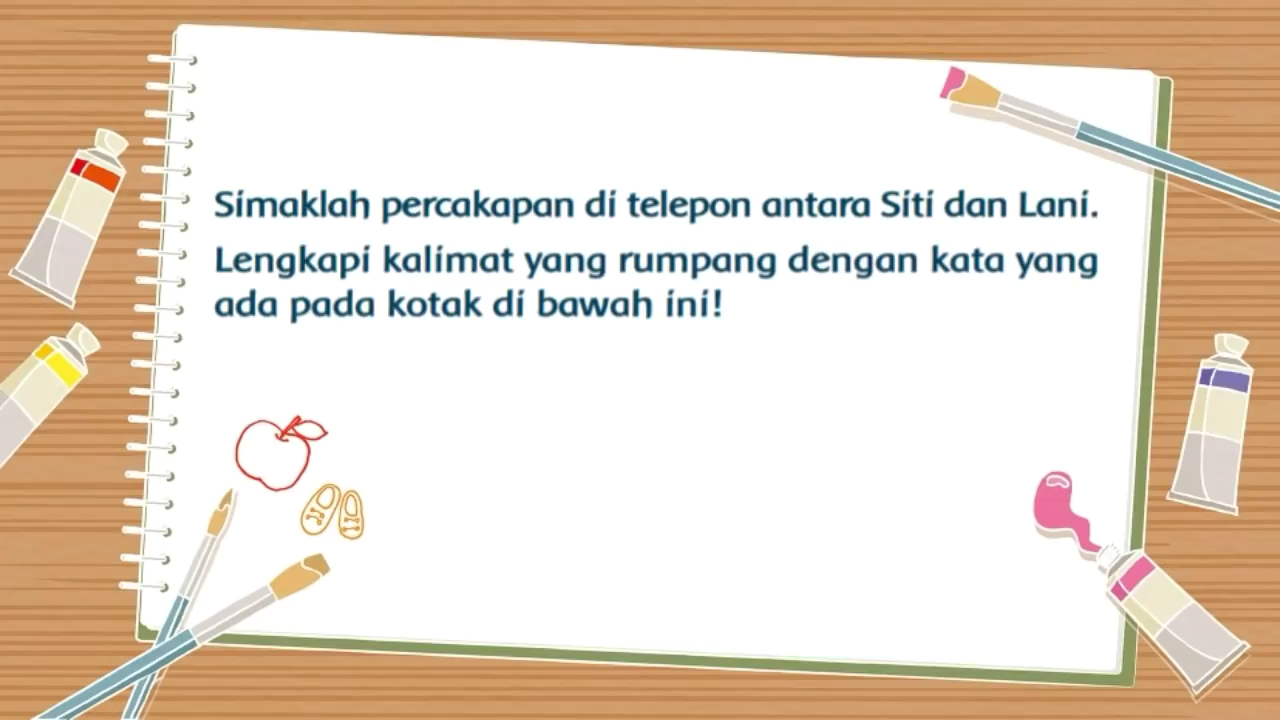 Simaklah percakapan di telepon antara Siti dan Lani.
Lengkapi kalimat yang rumpang dengan kata yang
ada pada kotak di bawah ini!